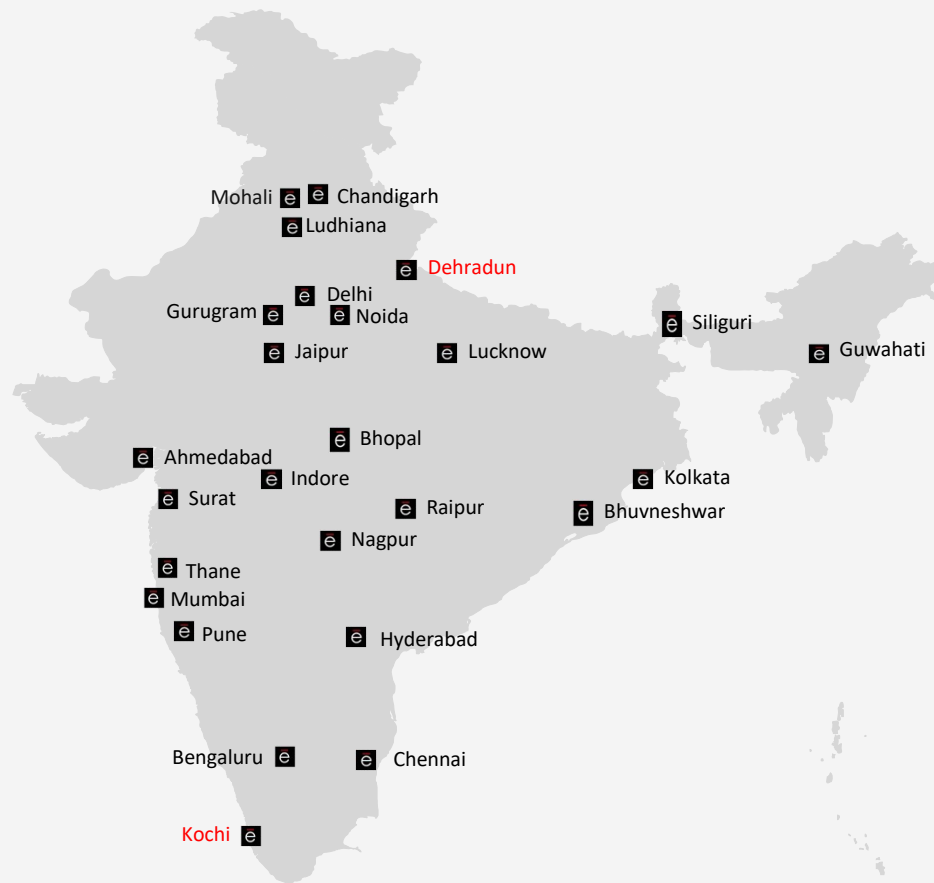 Mohali
Chandigarh
Ludhiana
Dehradun
Delhi
Gurugram
Noida
Siliguri
Jaipur
Lucknow
Guwahati
Bhopal
Ahmedabad
Indore
Kolkata
Surat
Raipur
Bhuvneshwar
Nagpur
Thane
Mumbai
Pune
Hyderabad
Bengaluru
Chennai
Kochi